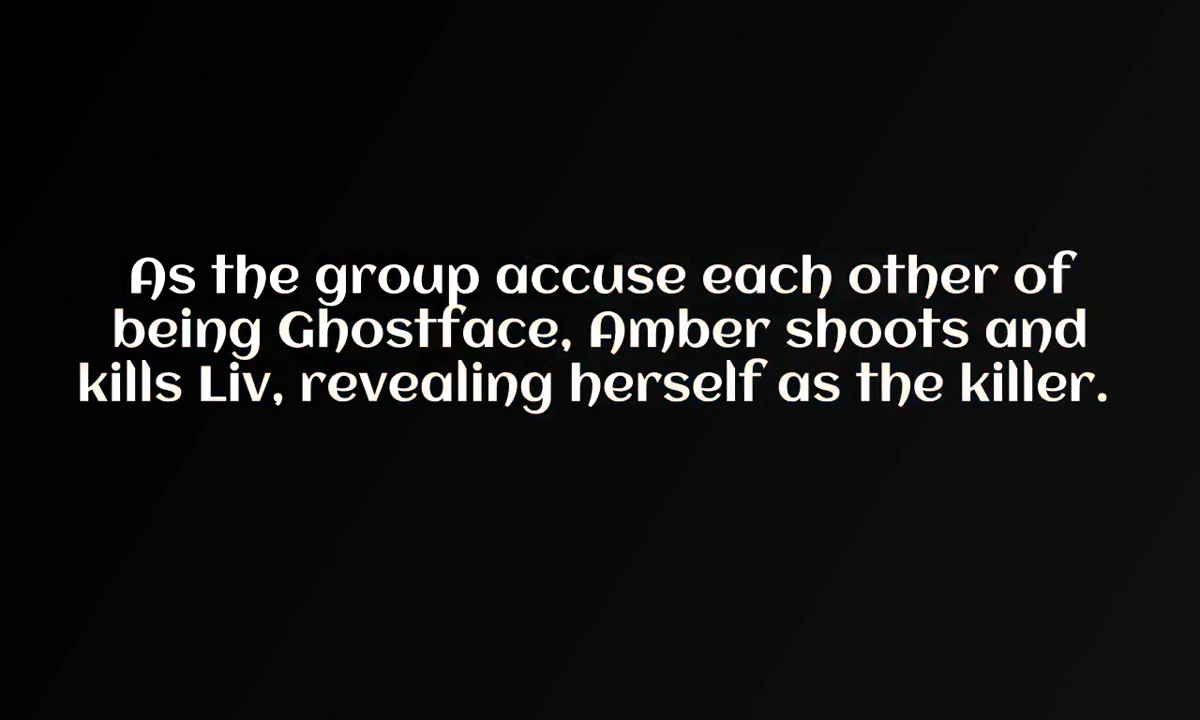 As the group accuse each other of
being Ghostface, Amber shoots and
kills Liv, revealing herself as the killer.